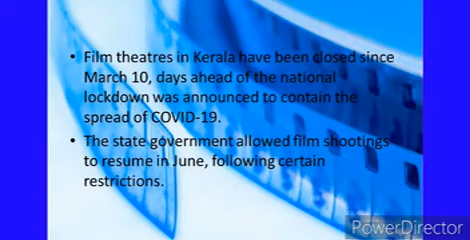 • Film theatres in Kerala have been closed since
March 10, days ahead of the national
lockdown was announced to contain the
spread of COVID-19.
• The state government allowed film shootings
to resume in June, following certain
restrictions.
PowerDirector